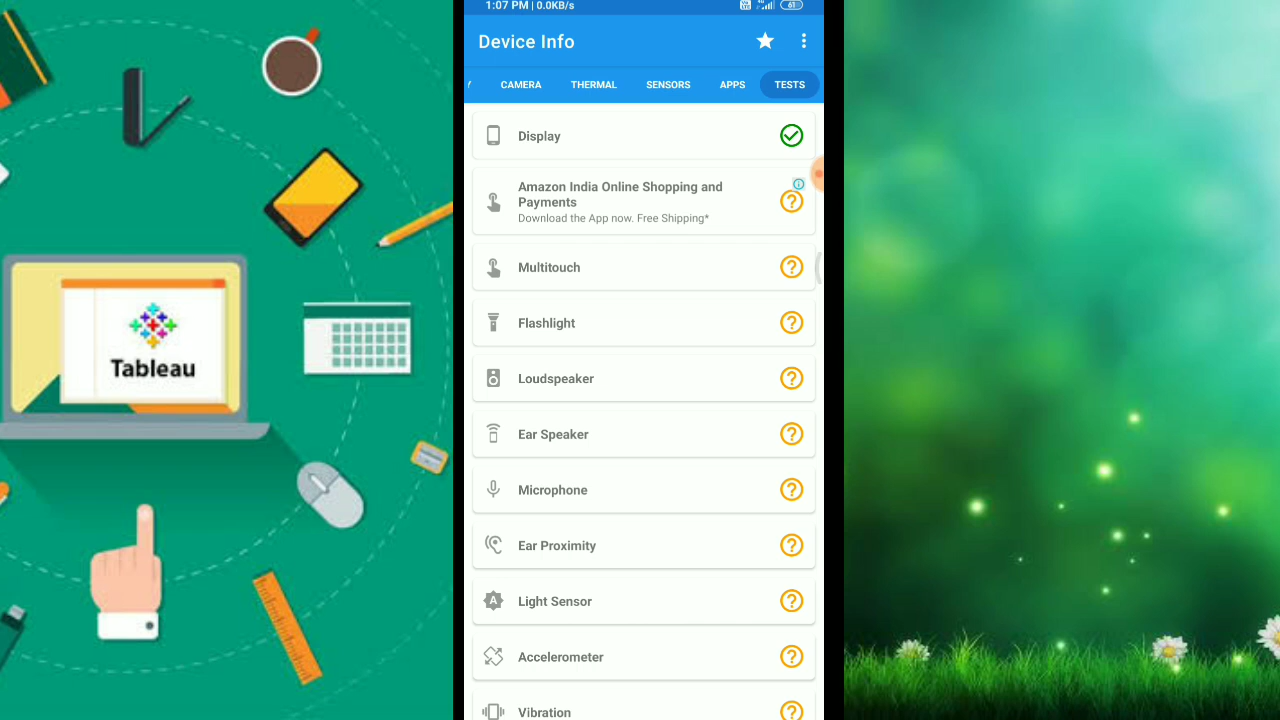 Tableau
1:07 PM | 0.0KB/s
61
Device Info
CAMERA THERMAL SENSORS APPS TESTS
Display
Amazon India Online Shopping and
Payments
Download the App now. Free Shipping*
Multitouch
Flashlight
Loudspeaker
Ear Speaker
Microphone
Ear Proximity
Light Sensor
Accelerometer
Vibration